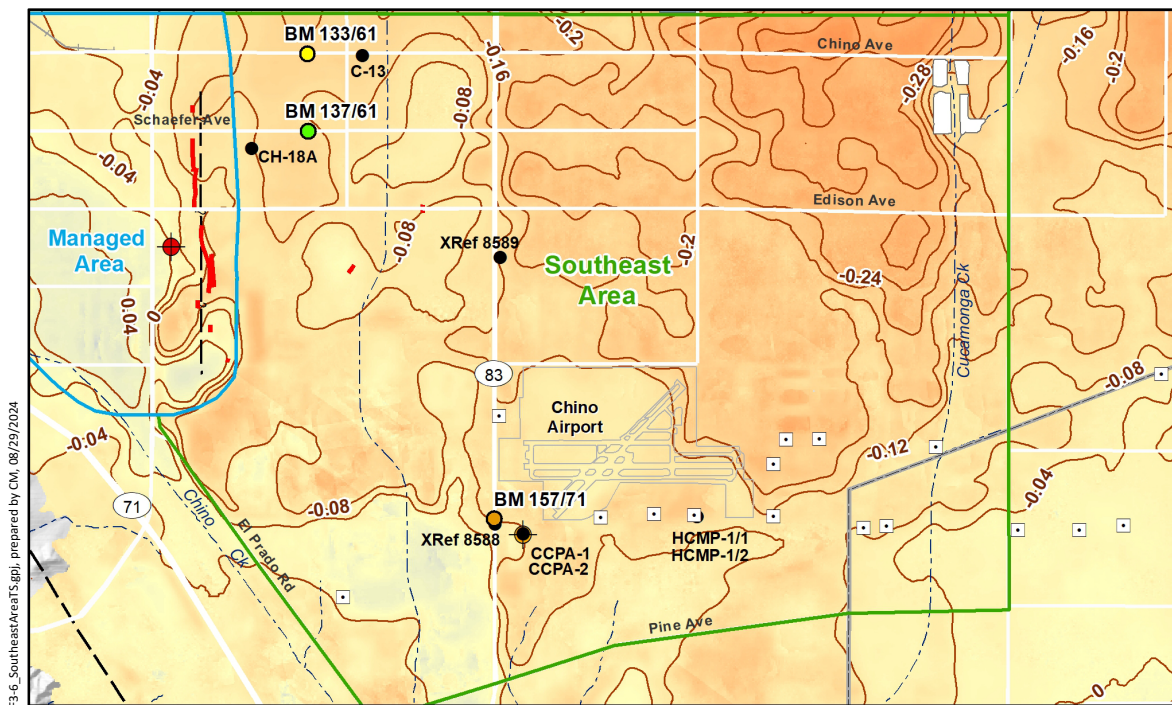 BM 133/61
C-13
-0.04
-0.16
-0.2
Chino Ave
-0.16
-0.2
-0.28
-0.08
BM 137/61
Schaefer Ave
CH-18A
-0.04
Edison Ave
Managed
Area
-0.08
XRef 8589
-0.2
Southeast
Area
-0.24
0.04
0
Cucamonga Ck
83
-0.08
Chino
Airport
-0.04
-0.12
-0.04
71
Chino
Ck
El Prado Rd
-0.08
BM 157/71
XRef 8588
CCPA-1
CCPA-2
HCMP-1/1
HCMP-1/2
Pine Ave
0
F3-6_SoutheastAreaTS.gpj, prepared by CM, 08/29/2024